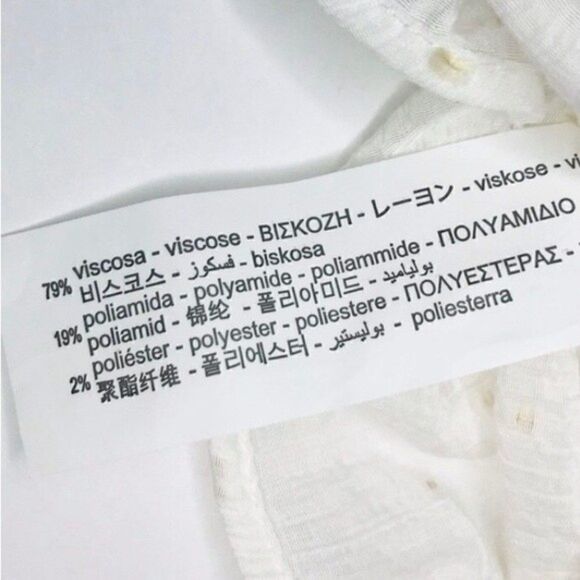 79% viscosa - viscose - ΒΙΣΚΟΖΗ - レーヨン - viskose - vi
비스코스 - فسكوز - biskosa
19% poliamida - polyamide - poliammide - ΠΟΛΥΑΜΙΔΙΟ
poliamid - 锦纶 - 폴리아미드 - بولياميد
2% poliéster - polyester - poliestere - ΠΟΛΥΕΣΤΕΡΑΣ -
聚酯纤维 - 폴리에스터 - بوليستير - poliesterra